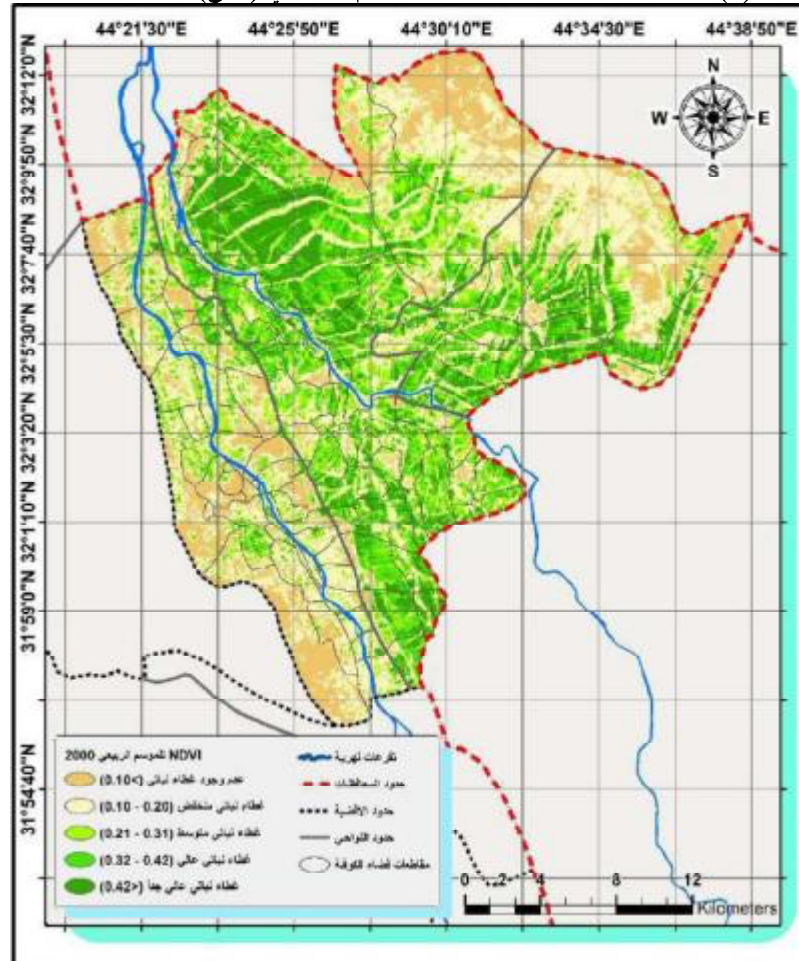 44°21'30"E 44°25'50"E 44°30'10"E 44°34'30"E 44°38'50"E
N
W E
S
32°12'0"N
32°9'50"N
32°7'40"N
32°5'30"N
32°3'20"N
32°1'10"N
31°59'0"N
31°54'40"N
NDVI للموسم الربيعي 2000
عدم وجود غطاء نباتي (>0.10)
غطاء نباتي منخفض (0.20 - 0.10)
غطاء نباتي متوسط (0.31 - 0.21)
غطاء نباتي عالي (0.42 - 0.32)
غطاء نباتي عالي جداً (<0.42)
تفرعات نهرية
حدود المحافظات
حدود الاقضية
حدود النواحي
مقاطعات قضاء الكوفة
0 2 4 8 12
Kilometers